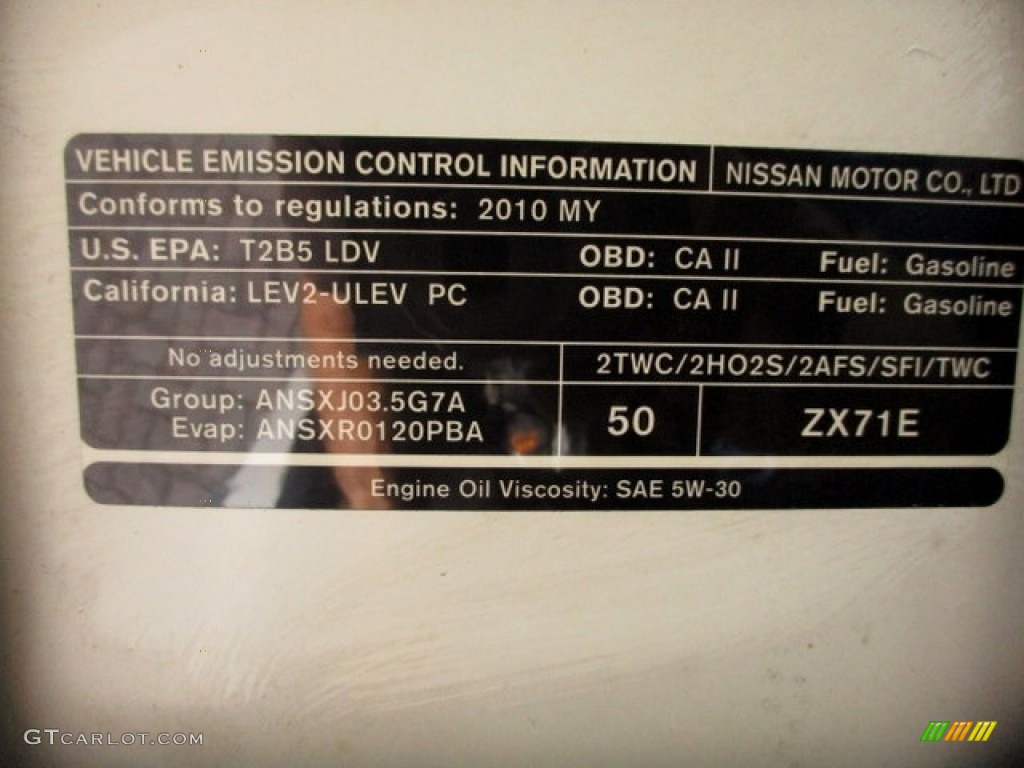 VEHICLE EMISSION CONTROL INFORMATION NISSAN MOTOR CO., LTD
Conforms to regulations: 2010 MY
U.S. EPA: T2B5 LDV OBD: CA II Fuel: Gasoline
California: LEV2-ULEV PC OBD: CA II Fuel: Gasoline
No adjustments needed. 2TWC/2HO2S/2AFS/SFI/TWC
Group: ANSXJ03.5G7A
Evap: ANSXR0120PBA 50 ZX71E
Engine Oil Viscosity: SAE 5W-30
GTCARLOT.COM